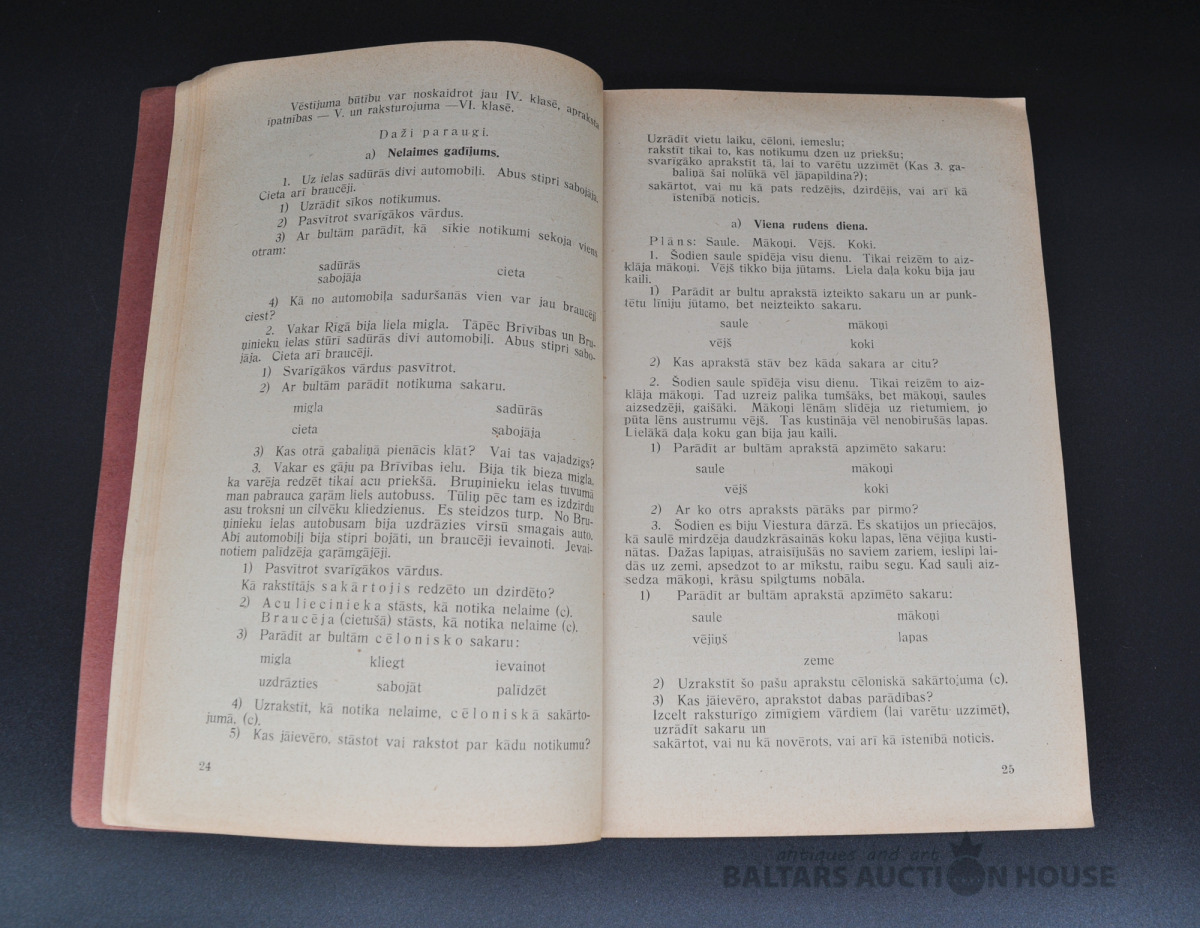 Vēstijuma būtību var noskaidrot jau IV. klasē, apraksta
īpatnības — V. un raksturojuma —VI. klasē.
Daži paraugi.
a) Nelaimes gadījums.
1. Uz ielas sadūrās divi automobiļi. Abus stipri sabojāja.
Cieta arī braucēji.
1) Uzrādīt sīkos notikumus.
2) Pasvītrot svarīgākos vārdus.
3) Ar bultām parādīt, kā sīkie notikumi sekoja viens
otram:
sadūrās
cieta
sabojāja
4) Kā no automobiļa saduršanās vien var jau braucēji
ciest?
2. Vakar Rīgā bija liela migla. Tāpēc Brīvības un Bru-
ņinieku ielas stūrī sadūrās divi automobiļi. Abus stipri sabo-
jāja. Cieta arī braucēji.
1) Svarīgākos vārdus pasvītrot.
2) Ar bultām parādīt notikuma sakaru.
migla sadūrās
cieta sabojāja
3) Kas otrā gabaliņā pienācis klāt? Vai tas vajadzīgs?
3. Vakar es gāju pa Brīvības ielu. Bija tik bieza migla,
ka varēja redzēt tikai acu priekšā. Bruņinieku ielas tuvumā
man pabrauca gaŗām liels autobuss. Tūliņ pēc tam es izdzirdu
asu troksni un cilvēku kliedzienus. Es steidzos turp. No Bru-
ņinieku ielas autobusam bija uzdrāzies virsū smagais auto.
Abi automobiļi bija stipri bojāti, un braucēji ievainoti. Ievai-
notiem palīdzēja gaŗāmgājēji.
1) Pasvītrot svarīgākos vārdus.
Kā rakstītājs sakārtojis redzēto un dzirdēto?
2) Aculiecinieka stāsts, kā notika nelaime (c).
Braucēja (cietušā) stāsts, kā notika nelaime (c).
3) Parādīt ar bultām cēlonisko sakaru:
migla kliegt ievainot
uzdrāzties sabojāt palīdzēt
4) Uzrakstīt, kā notika nelaime, cēloniskā sakārto-
jumā, (c).
5) Kas jāievēro, stāstot vai rakstot par kādu notikumu?
24
Uzrādīt vietu laiku, cēloni, iemeslu;
rakstīt tikai to, kas notikumu dzen uz priekšu;
svarīgāko aprakstīt tā, lai to varētu uzzīmēt (Kas 3. ga-
baliņā šai nolūkā vēl jāpapildina?);
sakārtot, vai nu kā pats redzējis, dzirdējis, vai arī kā
īstenībā noticis.
a) Viena rudens diena.
Plāns: Saule. Mākoņi. Vējš. Koki.
1. Šodien saule spīdēja visu dienu. Tikai reizēm to aiz-
klāja mākoņi. Vējš tikko bija jūtams. Liela daļa koku bija jau
kaili.
1) Parādīt ar bultu aprakstā izteikto sakaru un ar punk-
tētu līniju jūtamo, bet neizteikto sakaru.
saule mākoņi
vējš koki
2) Kas aprakstā stāv bez kāda sakara ar citu?
2. Šodien saule spīdēja visu dienu. Tikai reizēm to aiz-
klāja mākoņi. Tad uzreiz palika tumšāks, bet mākoņi, saules
aizsedzēji, gaišāki. Mākoņi lēnām slīdēja uz rietumiem, jo
pūta lēns austrumu vējš. Tas kustināja vēl nenobirušās lapas.
Lielākā daļa koku gan bija jau kaili.
1) Parādīt ar bultām aprakstā apzīmēto sakaru:
saule mākoņi
vējš koki
2) Ar ko otrs apraksts pārāks par pirmo?
3. Šodien es biju Viestura dārzā. Es skatījos un priecājos,
kā saulē mirdzēja daudzkrāsainās koku lapas, lēna vējiņa kusti-
nātas. Dažas lapiņas, atraisījušās no saviem zariem, ieslīpi lai-
dās uz zemi, apsedzot to ar mīkstu, raibu segu. Kad sauli aiz-
sedza mākoņi, krāsu spilgtums nobāla.
1) Parādīt ar bultām aprakstā apzīmēto sakaru:
saule mākoņi
vējiņš lapas
zeme
2) Uzrakstīt šo pašu aprakstu cēloniskā sakārtojuma (c).
3) Kas jāievēro, aprakstot dabas parādības?
Izcelt raksturīgo zīmīgiem vārdiem (lai varētu uzzīmēt),
uzrādīt sakaru un
sakārtot, vai nu kā novērots, vai arī kā īstenībā noticis.
25
antiques and art
BALTARS AUCTION HOUSE